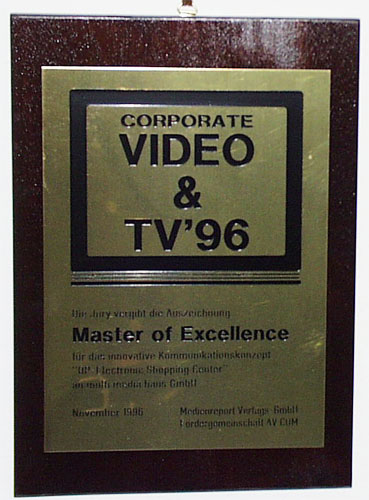 CORPORATE
VIDEO
&
TV'96
Die Jury vergibt die Auszeichnung
Master of Excellence
für das innovative Kommunikationskonzept
Electronic Shopping Center"
an multi media haus GmbH
November 1996
Medienreport Verlags-GmbH
Fördergemeinschaft AV-COM